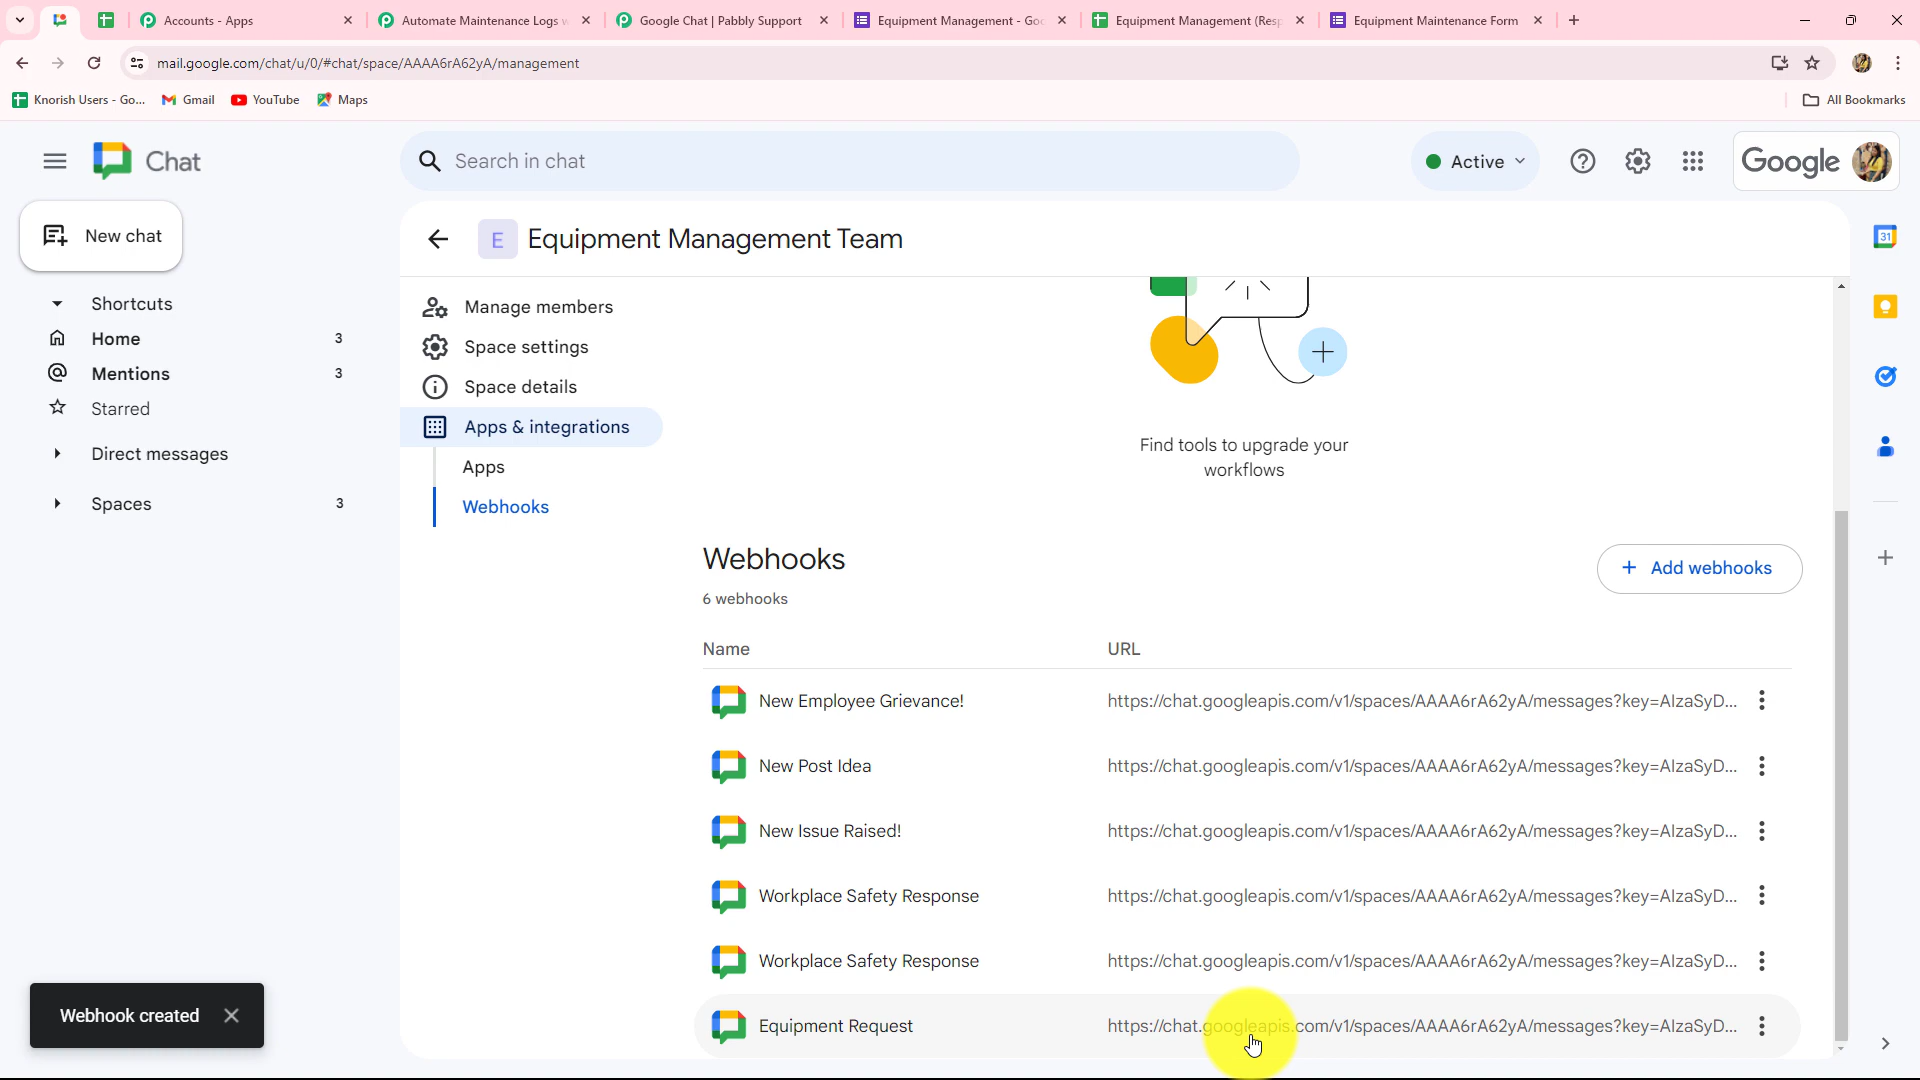 Accounts - Apps
Automate Maintenance Logs w
Google Chat | Pabbly Support
Equipment Management - Goo
Equipment Management (Resp
Equipment Maintenance Form
mail.google.com/chat/u/0/#chat/space/AAAA6rA62yA/management
Knorish Users - Go...
Gmail
YouTube
Maps
All Bookmarks
Chat
Search in chat
Active
Google
New chat
E
Equipment Management Team
31
Shortcuts
Home 3
Mentions 3
Starred
Direct messages
Spaces 3
Manage members
Space settings
Space details
Apps & integrations
Apps
Webhooks
Find tools to upgrade your
workflows
Webhooks
6 webhooks
Add webhooks
Name URL
New Employee Grievance! https://chat.googleapis.com/v1/spaces/AAAA6rA62yA/messages?key=AIzaSyD...
New Post Idea https://chat.googleapis.com/v1/spaces/AAAA6rA62yA/messages?key=AIzaSyD...
New Issue Raised! https://chat.googleapis.com/v1/spaces/AAAA6rA62yA/messages?key=AIzaSyD...
Workplace Safety Response https://chat.googleapis.com/v1/spaces/AAAA6rA62yA/messages?key=AIzaSyD...
Workplace Safety Response https://chat.googleapis.com/v1/spaces/AAAA6rA62yA/messages?key=AIzaSyD...
Equipment Request https://chat.googleapis.com/v1/spaces/AAAA6rA62yA/messages?key=AIzaSyD...
Webhook created